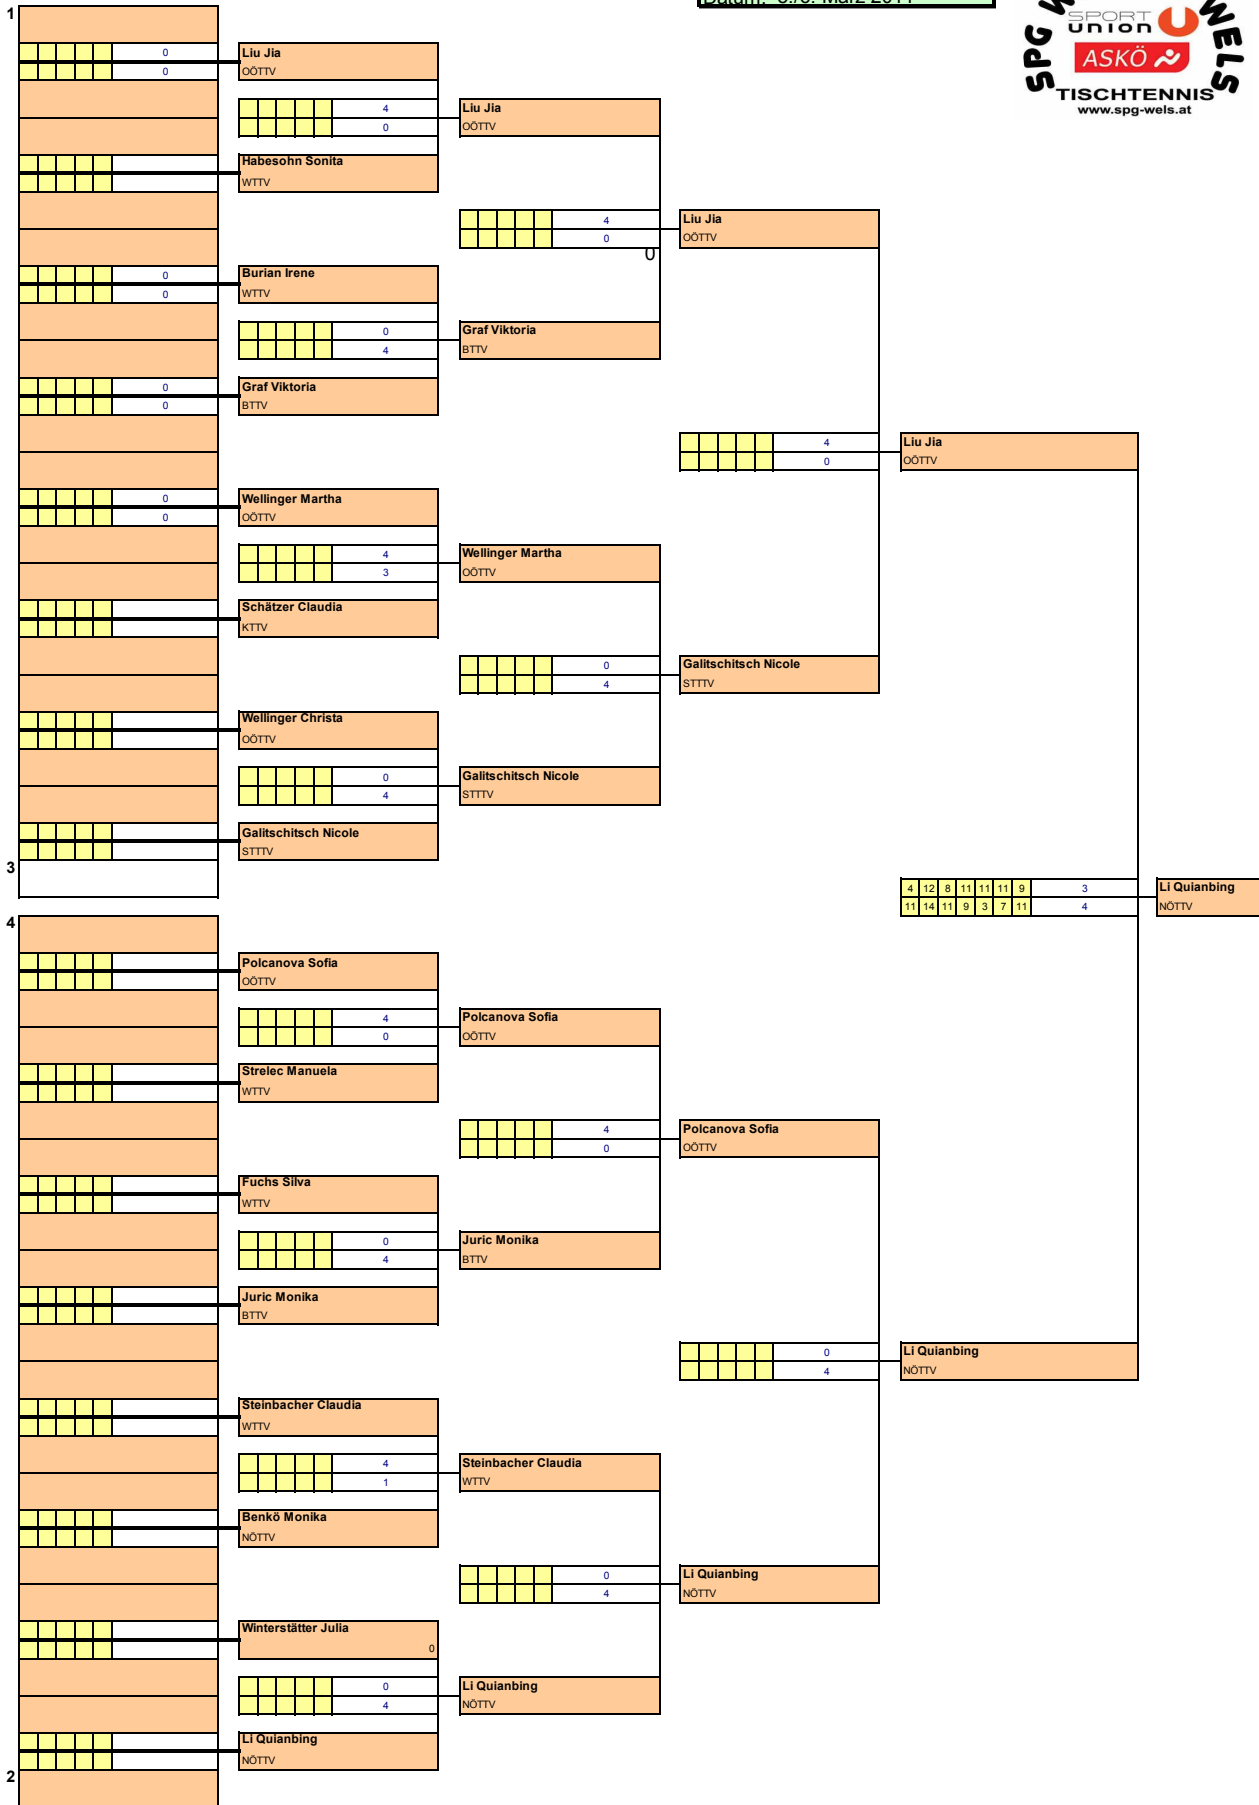 1
SPG W WELS
SPORT
union
ASKÖ
TISCHTENNIS
www.spg-wels.at
0
0
Liu Jia
OÖTTV
4
0
Liu Jia
OÖTTV
Habesohn Sonita
WTTV
4
0
0
Liu Jia
OÖTTV
0
0
Burian Irene
WTTV
0
4
Graf Viktoria
BTTV
0
0
Graf Viktoria
BTTV
4
0
Liu Jia
OÖTTV
0
0
Wellinger Martha
OÖTTV
4
3
Wellinger Martha
OÖTTV
Schätzer Claudia
KTTV
0
4
Galitschitsch Nicole
STTTV
Wellinger Christa
OÖTTV
0
4
Galitschitsch Nicole
STTTV
Galitschitsch Nicole
STTTV
3
4 12 8 11 11 11 9 3
11 14 11 9 3 7 11 4
Li Quianbing
NÖTTV
4
Polcanova Sofia
OÖTTV
4
0
Polcanova Sofia
OÖTTV
Strelec Manuela
WTTV
4
0
Polcanova Sofia
OÖTTV
Fuchs Silva
WTTV
0
4
Juric Monika
BTTV
Juric Monika
BTTV
0
4
Li Quianbing
NÖTTV
Steinbacher Claudia
WTTV
4
1
Steinbacher Claudia
WTTV
Benkö Monika
NÖTTV
0
4
Li Quianbing
NÖTTV
Winterstätter Julia
0
0
4
Li Quianbing
NÖTTV
Li Quianbing
NÖTTV
2